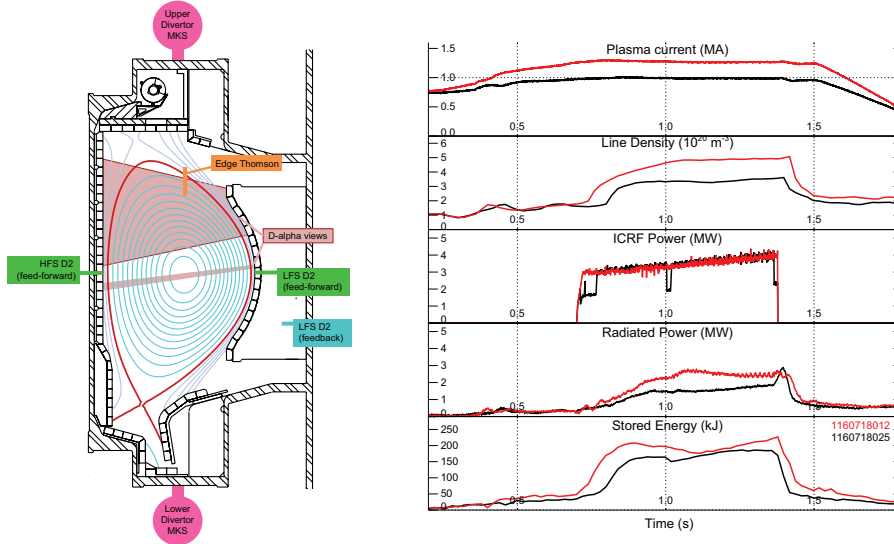 Upper
Divertor
MKS
Edge Thomson
D-alpha views
HFS D2
(feed-forward)
LFS D2
(feed-forward)
LFS D2
(feedback)
Lower
Divertor
MKS
Plasma current (MA)
1.5
1.0
0.5
0.0
0.5
1.0
1.5
Line Density (10²⁰ m⁻³)
6
5
4
3
2
1
0
0.5
1.0
1.5
ICRF Power (MW)
5
4
3
2
1
0
Radiated Power (MW)
5
4
3
2
1
0
0.5
1.0
1.5
Stored Energy (kJ)
1160718012
1160718025
250
200
150
100
50
0
0.5
1.0
1.5
Time (s)